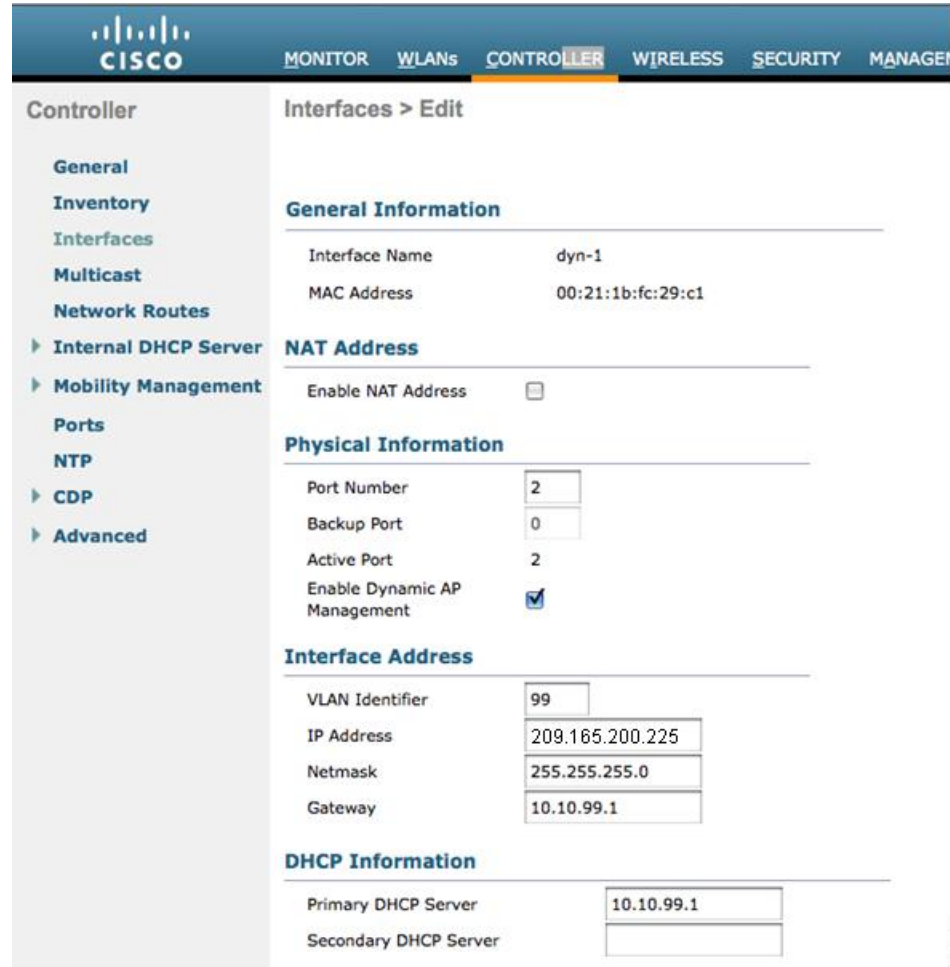 CISCO
MONITOR WLANs CONTROLLER WIRELESS SECURITY MANAGEM
Controller
General
Inventory
Interfaces
Multicast
Network Routes
Internal DHCP Server
Mobility Management
Ports
NTP
CDP
Advanced
Interfaces > Edit
General Information
Interface Name dyn-1
MAC Address 00:21:1b:fc:29:c1
NAT Address
Enable NAT Address
Physical Information
Port Number 2
Backup Port 0
Active Port 2
Enable Dynamic AP
Management
Interface Address
VLAN Identifier 99
IP Address 209.165.200.225
Netmask 255.255.255.0
Gateway 10.10.99.1
DHCP Information
Primary DHCP Server 10.10.99.1
Secondary DHCP Server